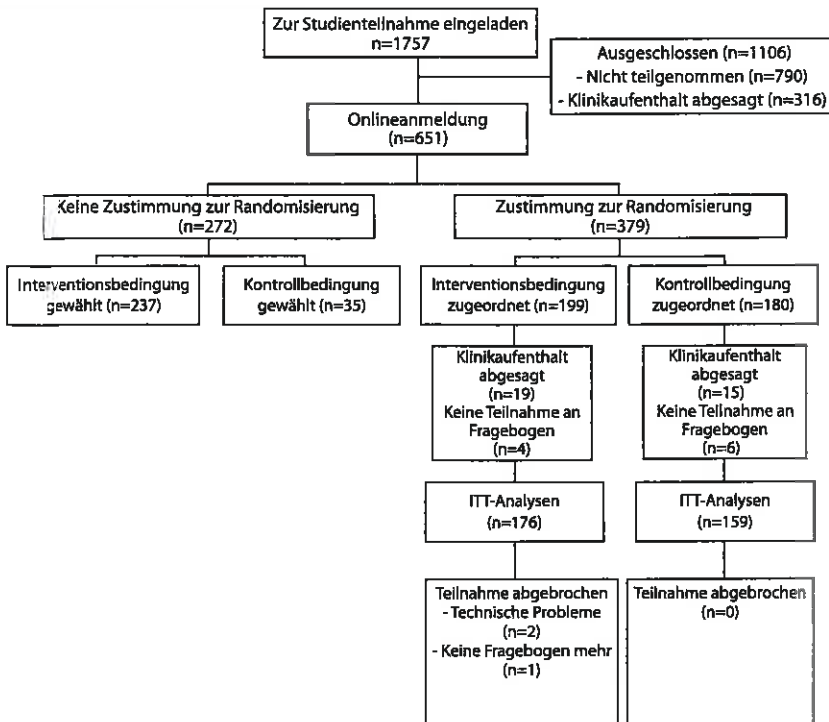 Zur Studienteilnahme eingeladen
n=1757
Ausgeschlossen (n=1106)
- Nicht teilgenommen (n=790)
- Klinikaufenthalt abgesagt (n=316)
Onlineanmeldung
(n=651)
Keine Zustimmung zur Randomisierung
(n=272)
Zustimmung zur Randomisierung
(n=379)
Interventionsbedingung
gewählt (n=237)
Kontrollbedingung
gewählt (n=35)
Interventionsbedingung
zugeordnet (n=199)
Kontrollbedingung
zugeordnet (n=180)
Klinikaufenthalt
abgesagt
(n=19)
Keine Teilnahme an
Fragebogen
(n=4)
Klinikaufenthalt
abgesagt
(n=15)
Keine Teilnahme an
Fragebogen
(n=6)
ITT-Analysen
(n=176)
ITT-Analysen
(n=159)
Teilnahme abgebrochen
- Technische Probleme
(n=2)
- Keine Fragebogen mehr
(n=1)
Teilnahme abgebrochen
(n=0)